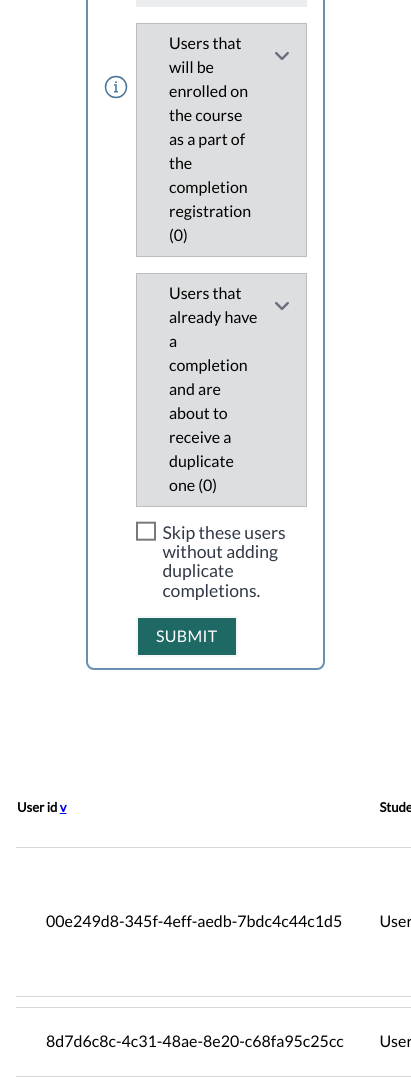 Users that
will be
enrolled on
the course
as a part of
the
completion
registration
(0)
Users that
already have
a
completion
and are
about to
receive a
duplicate
one (0)
Skip these users
without adding
duplicate
completions.
SUBMIT
User id v
00e249d8-345f-4eff-aedb-7bdc4c44c1d5 User
8d7d6c8c-4c31-48ae-8e20-c68fa95c25cc User